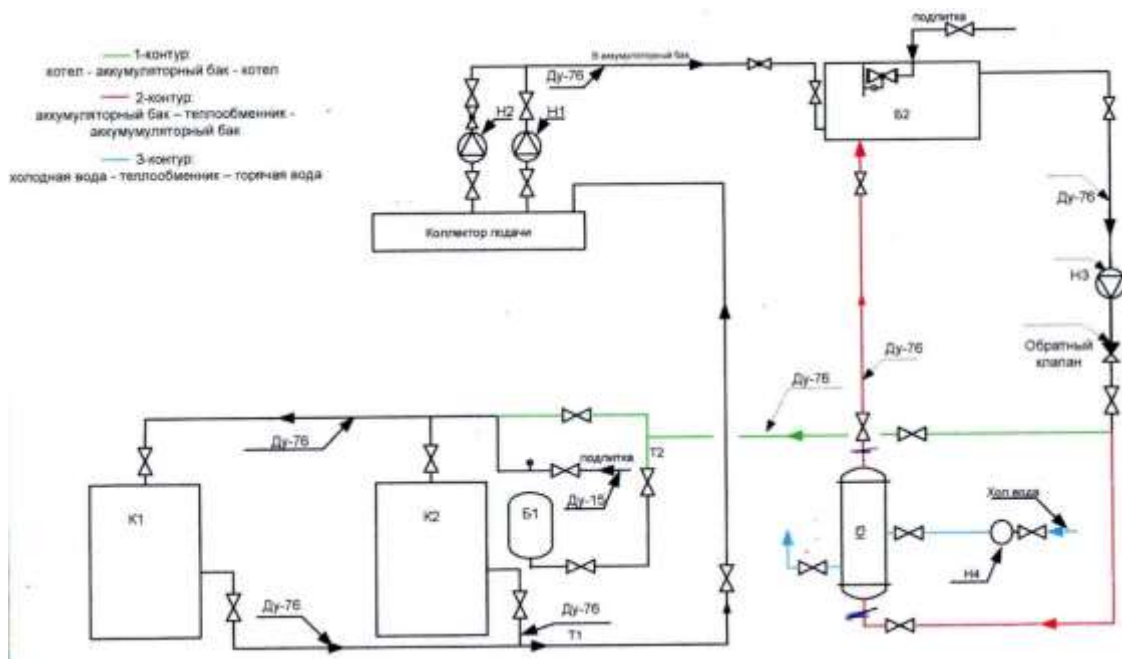 1-контур:
котел - аккумуляторный бак - котел
2-контур:
аккумуляторный бак – теплообменник -
аккумумуляторный бак
3-контур:
холодная вода - теплообменник – горячая вода
подпитка
В аккумуляторный бак
Ду-76
Н2
Н1
Б2
Ду-76
Коллектор подачи
Н3
Обратный
клапан
Ду-76
Ду-76
Ду-76
Т2
подпитка
Ду-15
Хол.вода
К1
К2
Б1
Н4
Ду-76
Ду-76
Т1